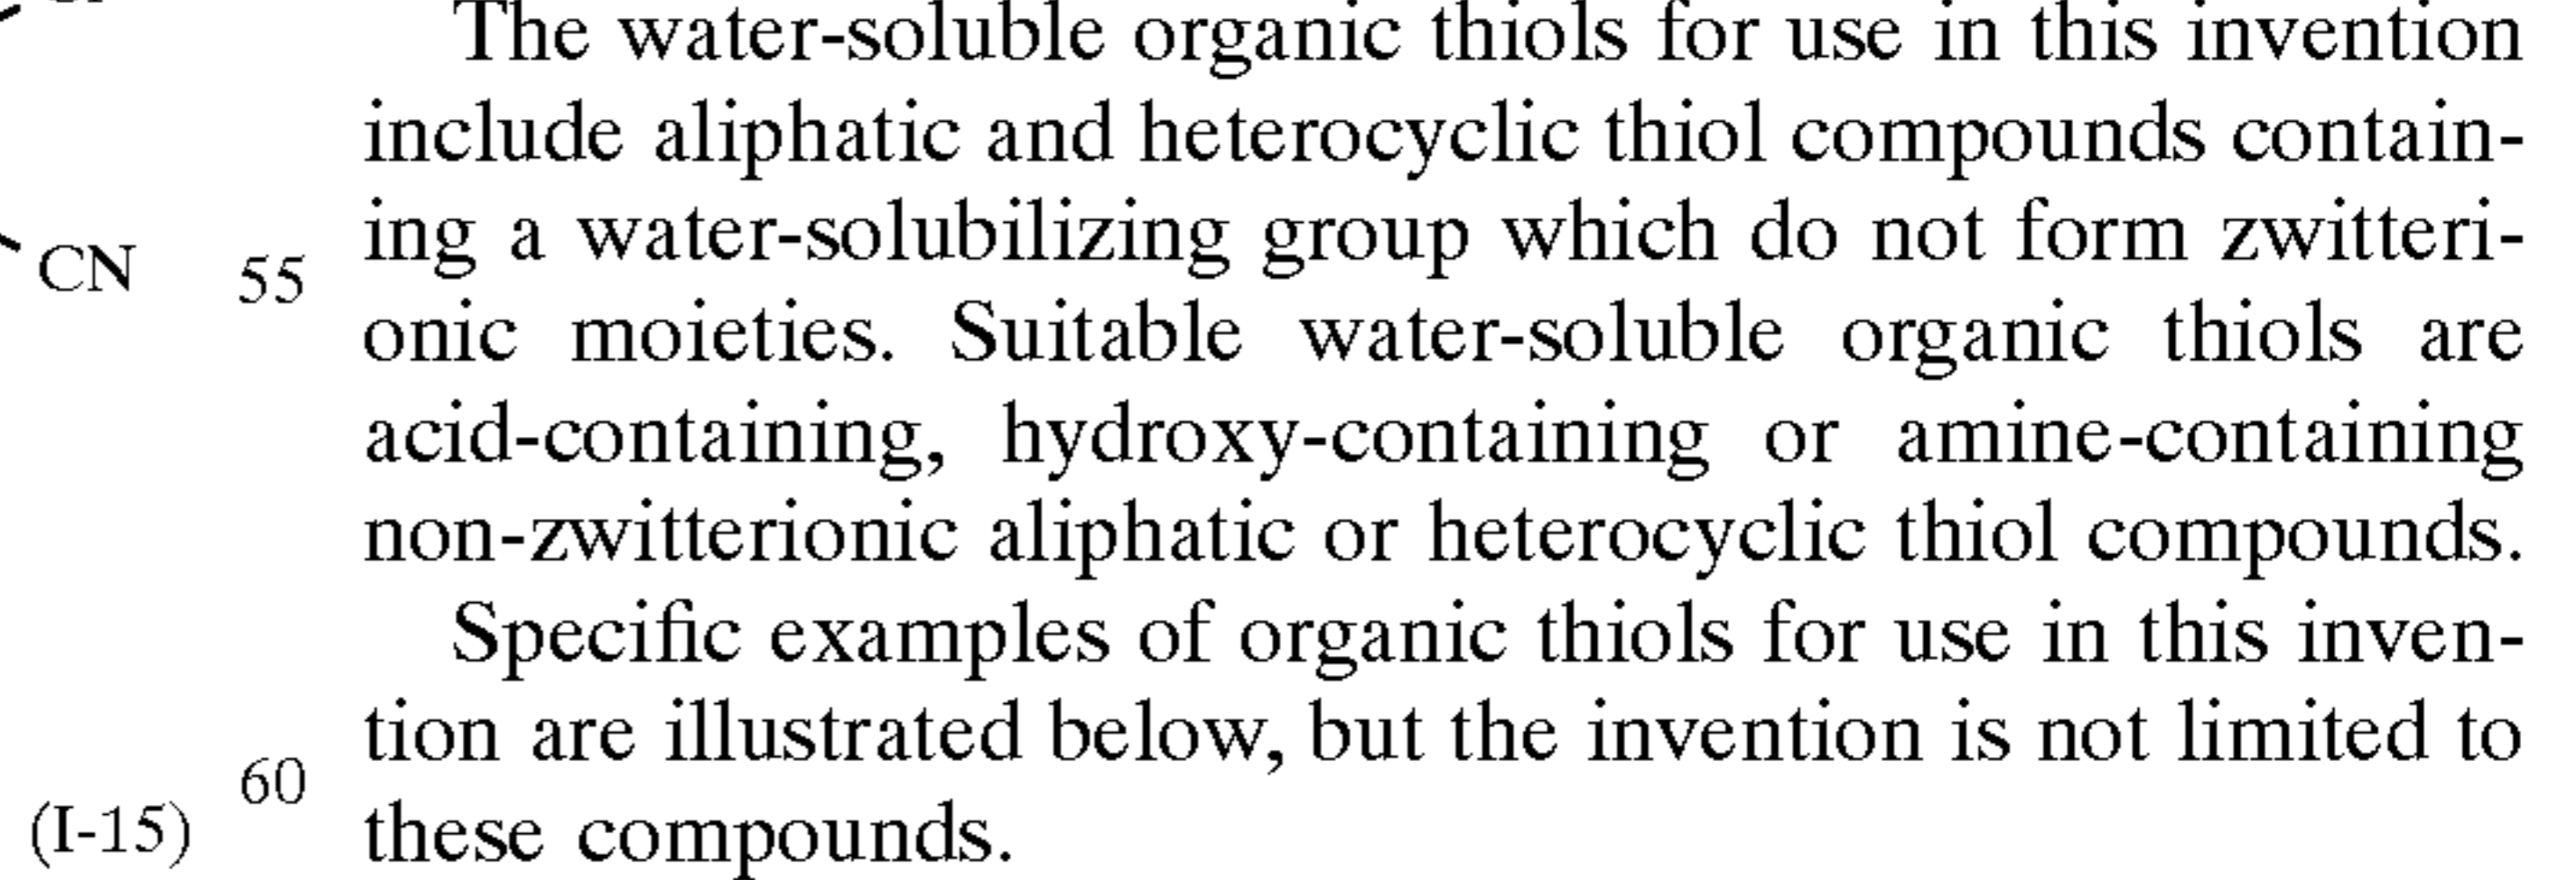 The water-soluble organic thiols for use in this invention
include aliphatic and heterocyclic thiol compounds contain-
ing a water-solubilizing group which do not form zwitteri-
CN 55
onic moieties. Suitable water-soluble organic thiols are
acid-containing, hydroxy-containing or amine-containing
non-zwitterionic aliphatic or heterocyclic thiol compounds.
Specific examples of organic thiols for use in this inven-
tion are illustrated below, but the invention is not limited to
60
(I-15) these compounds.